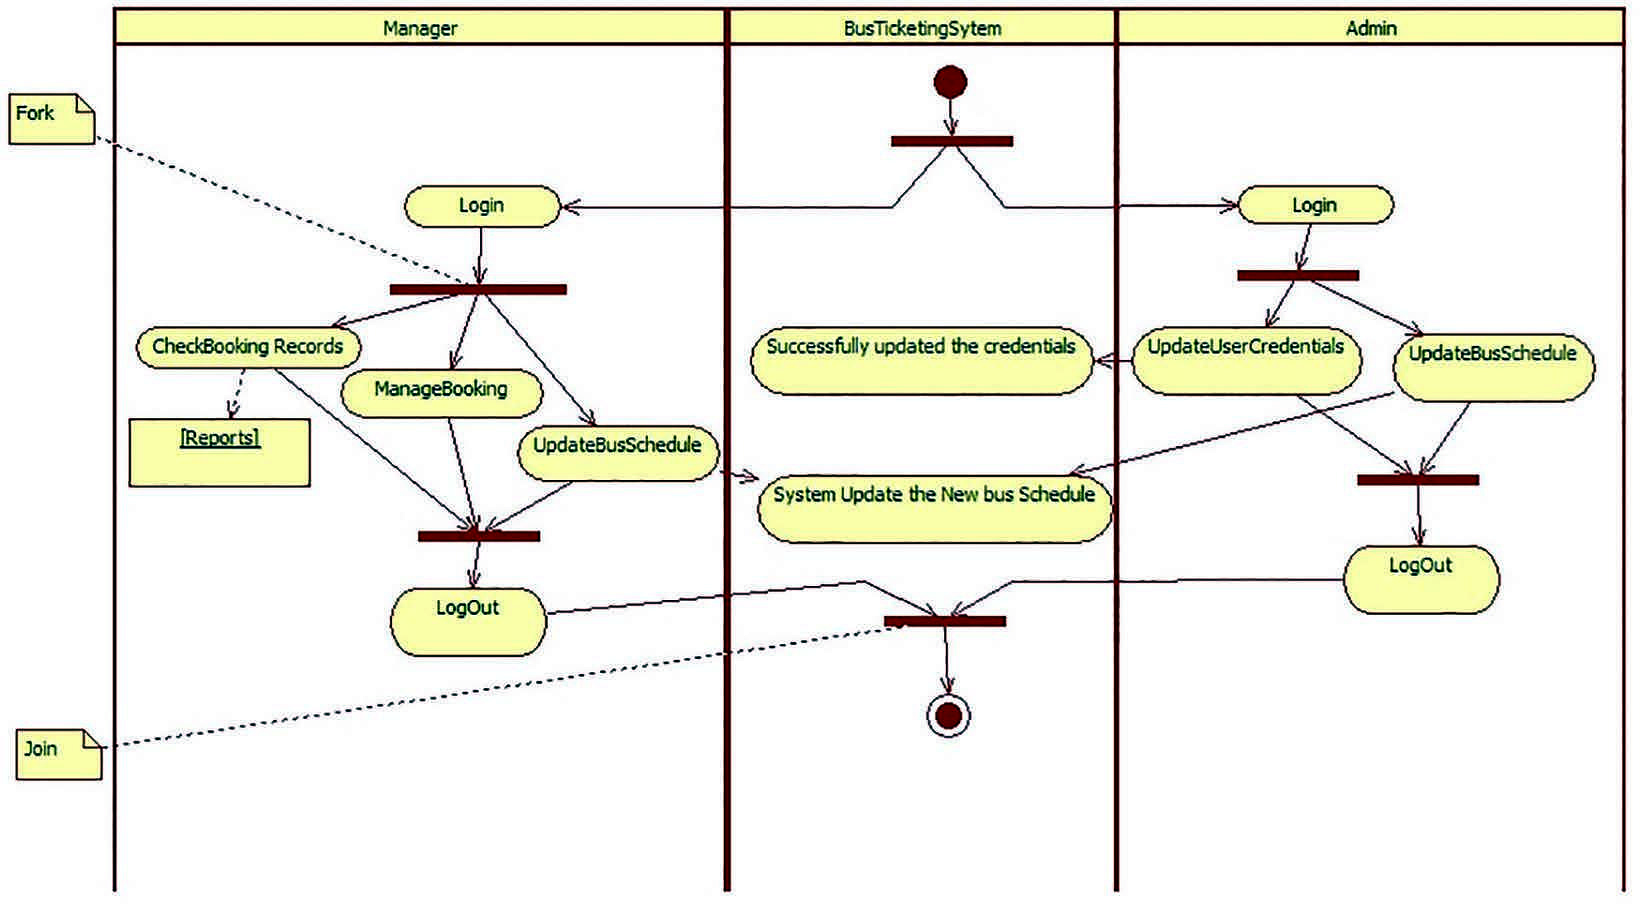 Manager
BusTicketingSytem
Admin
Fork
Login
Login
CheckBooking Records
Successfully updated the credentials
UpdateUserCredentials
UpdateBusSchedule
ManageBooking
[Reports]
UpdateBusSchedule
System Update the New bus Schedule
LogOut
LogOut
Join